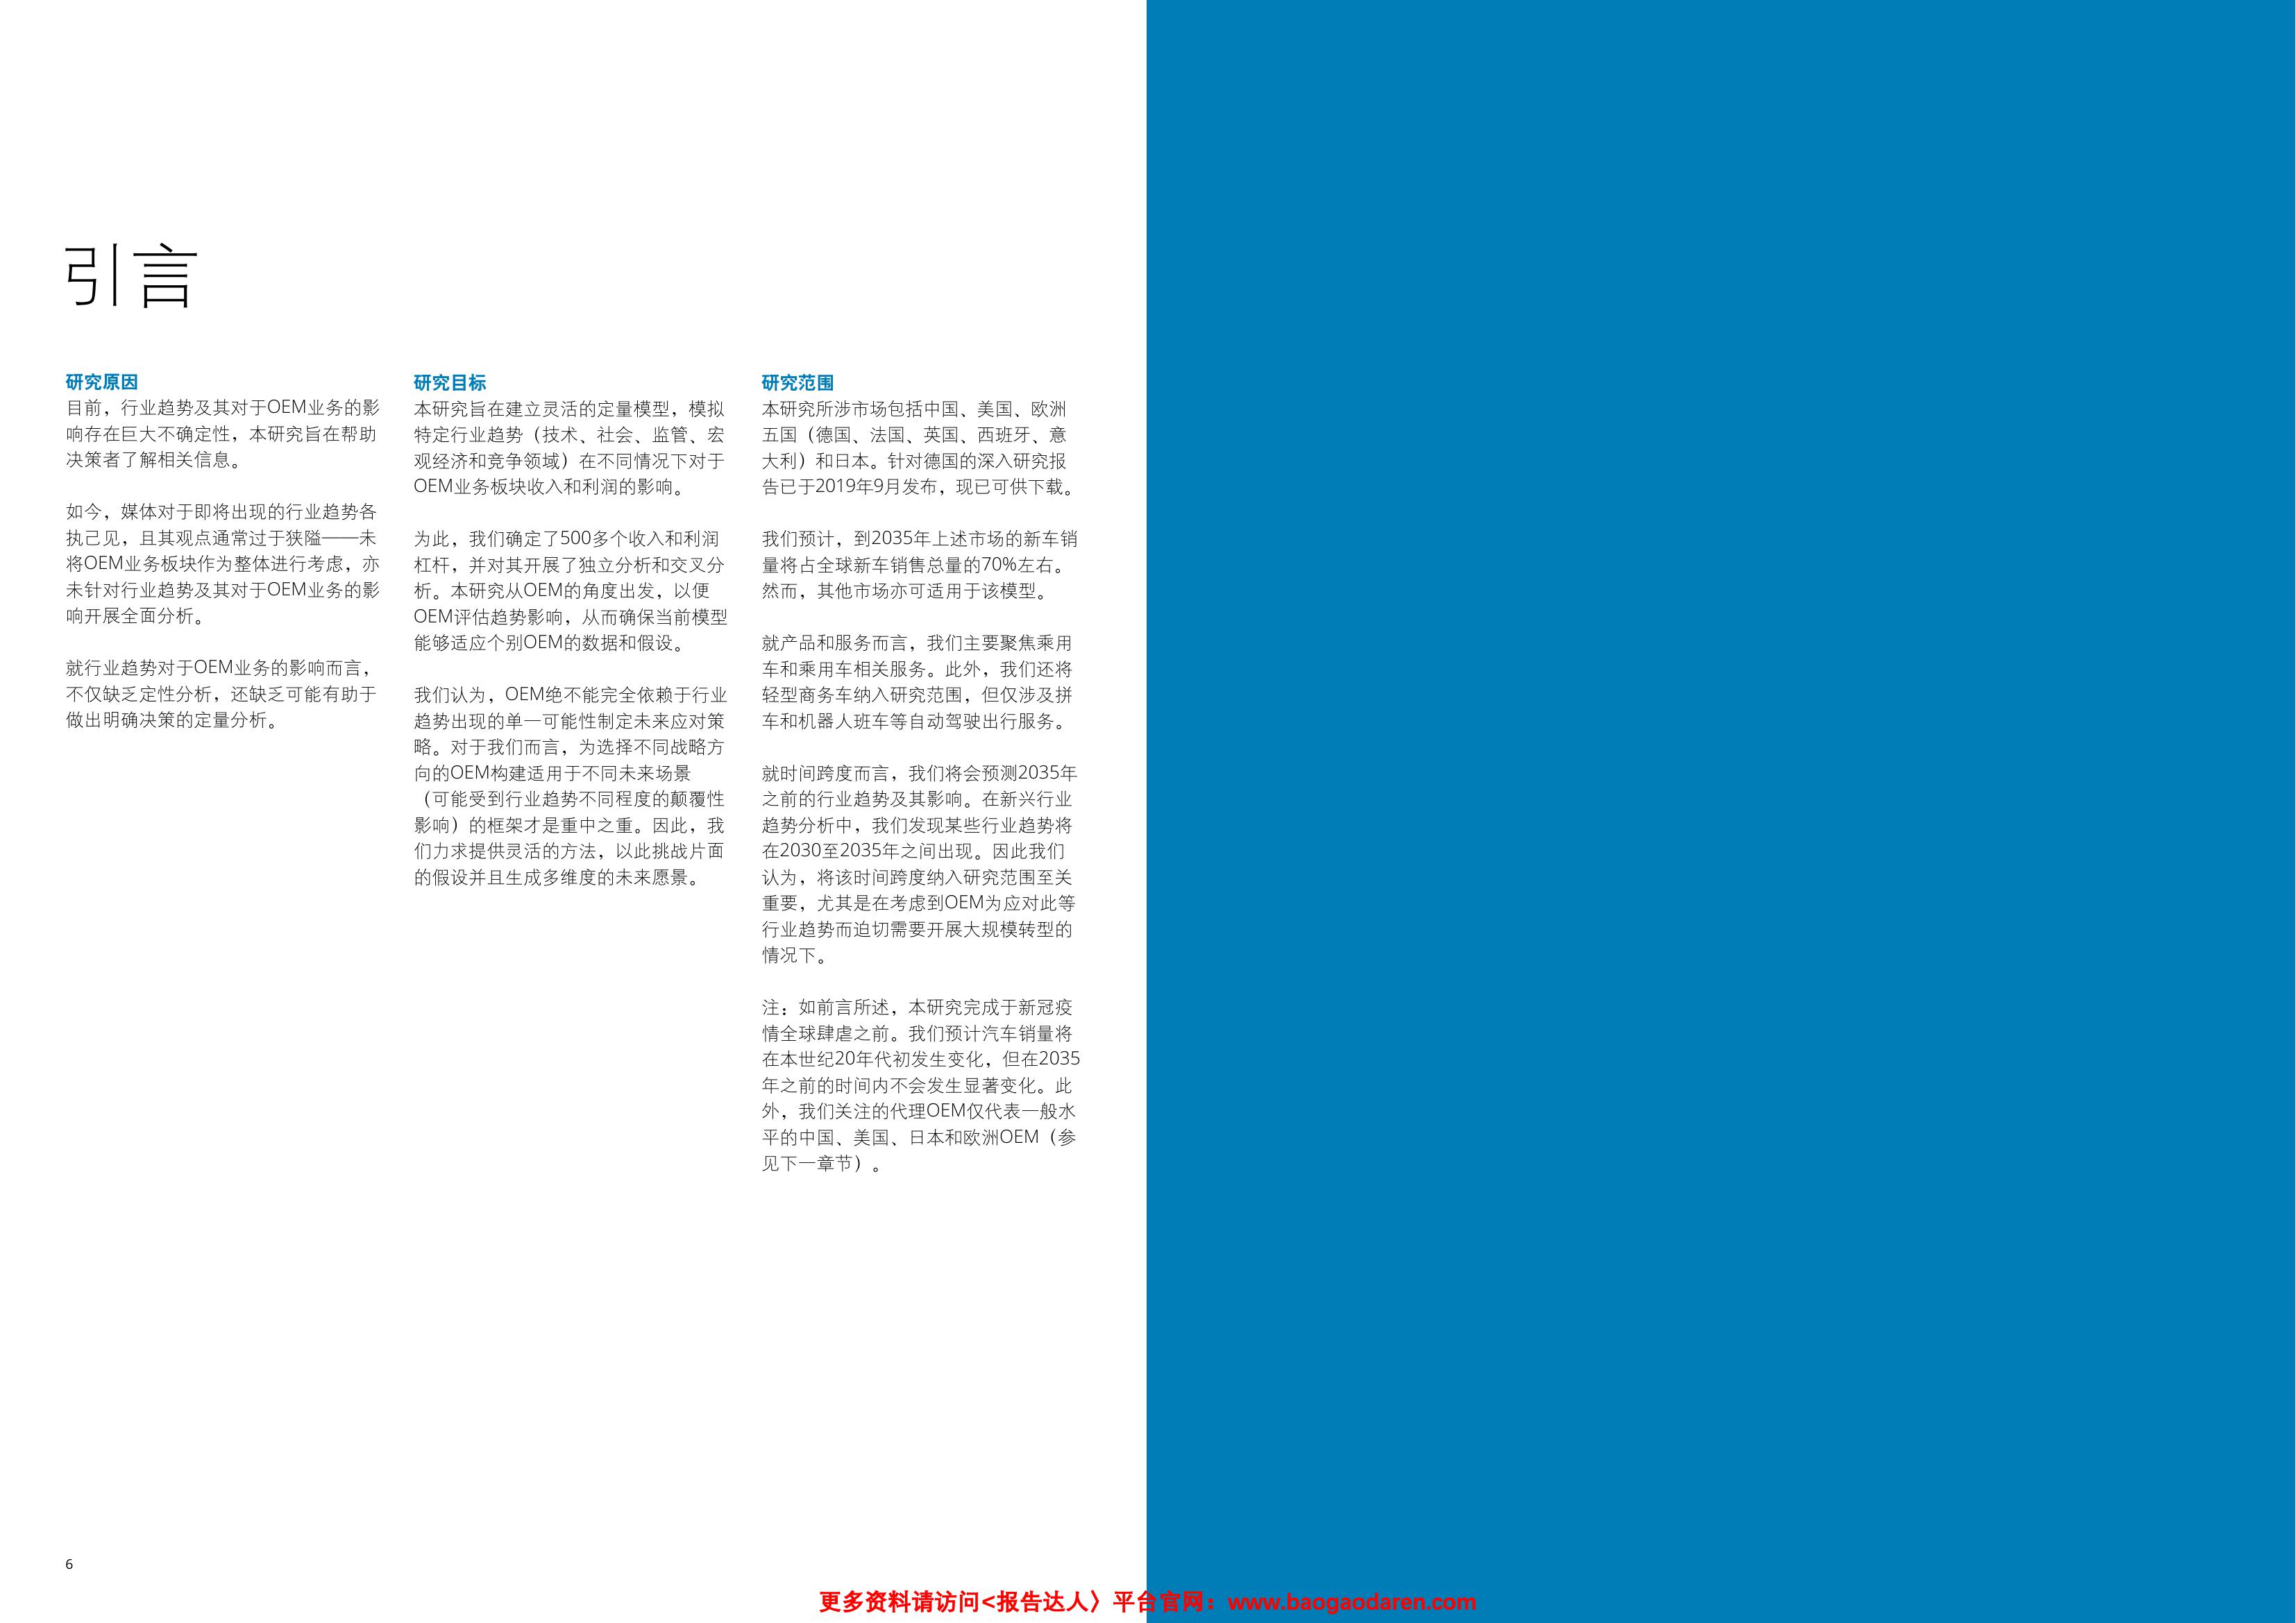 引言
研究原因
目前，行业趋势及其对于OEM业务的影
响存在巨大不确定性，本研究旨在帮助
决策者了解相关信息。
如今，媒体对于即将出现的行业趋势各
执己见，且其观点通常过于狭隘——未
将OEM业务板块作为整体进行考虑，亦
未针对行业趋势及其对于OEM业务的影
响开展全面分析。
就行业趋势对于OEM业务的影响而言，
不仅缺乏定性分析，还缺乏可能有助于
做出明确决策的定量分析。
研究目标
本研究旨在建立灵活的定量模型，模拟
特定行业趋势（技术、社会、监管、宏
观经济和竞争领域）在不同情况下对于
OEM业务板块收入和利润的影响。
为此，我们确定了500多个收入和利润
杠杆，并对其开展了独立分析和交叉分
析。本研究从OEM的角度出发，以便
OEM评估趋势影响，从而确保当前模型
能够适应个别OEM的数据和假设。
我们认为，OEM绝不能完全依赖于行业
趋势出现的单一可能性制定未来应对策
略。对于我们而言，为选择不同战略方
向的OEM构建适用于不同未来场景
（可能受到行业趋势不同程度的颠覆性
影响）的框架才是重中之重。因此，我
们力求提供灵活的方法，以此挑战片面
的假设并且生成多维度的未来愿景。
研究范围
本研究所涉市场包括中国、美国、欧洲
五国（德国、法国、英国、西班牙、意
大利）和日本。针对德国的深入研究报
告已于2019年9月发布，现已可供下载。
我们预计，到2035年上述市场的新车销
量将占全球新车销售总量的70%左右。
然而，其他市场亦可适用于该模型。
就产品和服务而言，我们主要聚焦乘用
车和乘用车相关服务。此外，我们还将
轻型商务车纳入研究范围，但仅涉及拼
车和机器人班车等自动驾驶出行服务。
就时间跨度而言，我们将会预测2035年
之前的行业趋势及其影响。在新兴行业
趋势分析中，我们发现某些行业趋势将
在2030至2035年之间出现。因此我们
认为，将该时间跨度纳入研究范围至关
重要，尤其是在考虑到OEM为应对此等
行业趋势而迫切需要开展大规模转型的
情况下。
注：如前言所述，本研究完成于新冠疫
情全球肆虐之前。我们预计汽车销量将
在本世纪20年代初发生变化，但在2035
年之前的时间内不会发生显著变化。此
外，我们关注的代理OEM仅代表一般水
平的中国、美国、日本和欧洲OEM（参
见下一章节）。
6
更多资料请访问<报告达人〉平台官网：www.baogaodaren.com